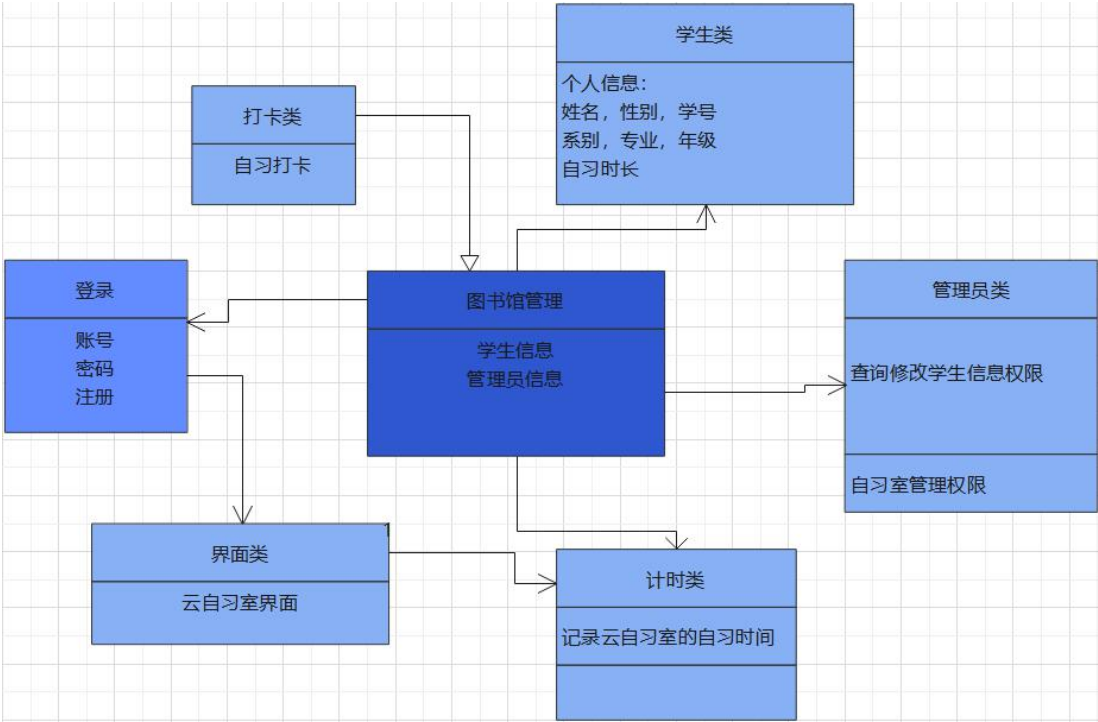 学生类
个人信息：
姓名，性别，学号
系别，专业，年级
自习时长
打卡类
自习打卡
登录
账号
密码
注册
图书馆管理
学生信息
管理员信息
管理员类
查询修改学生信息权限
自习室管理权限
界面类
云自习室界面
1
计时类
记录云自习室的自习时间